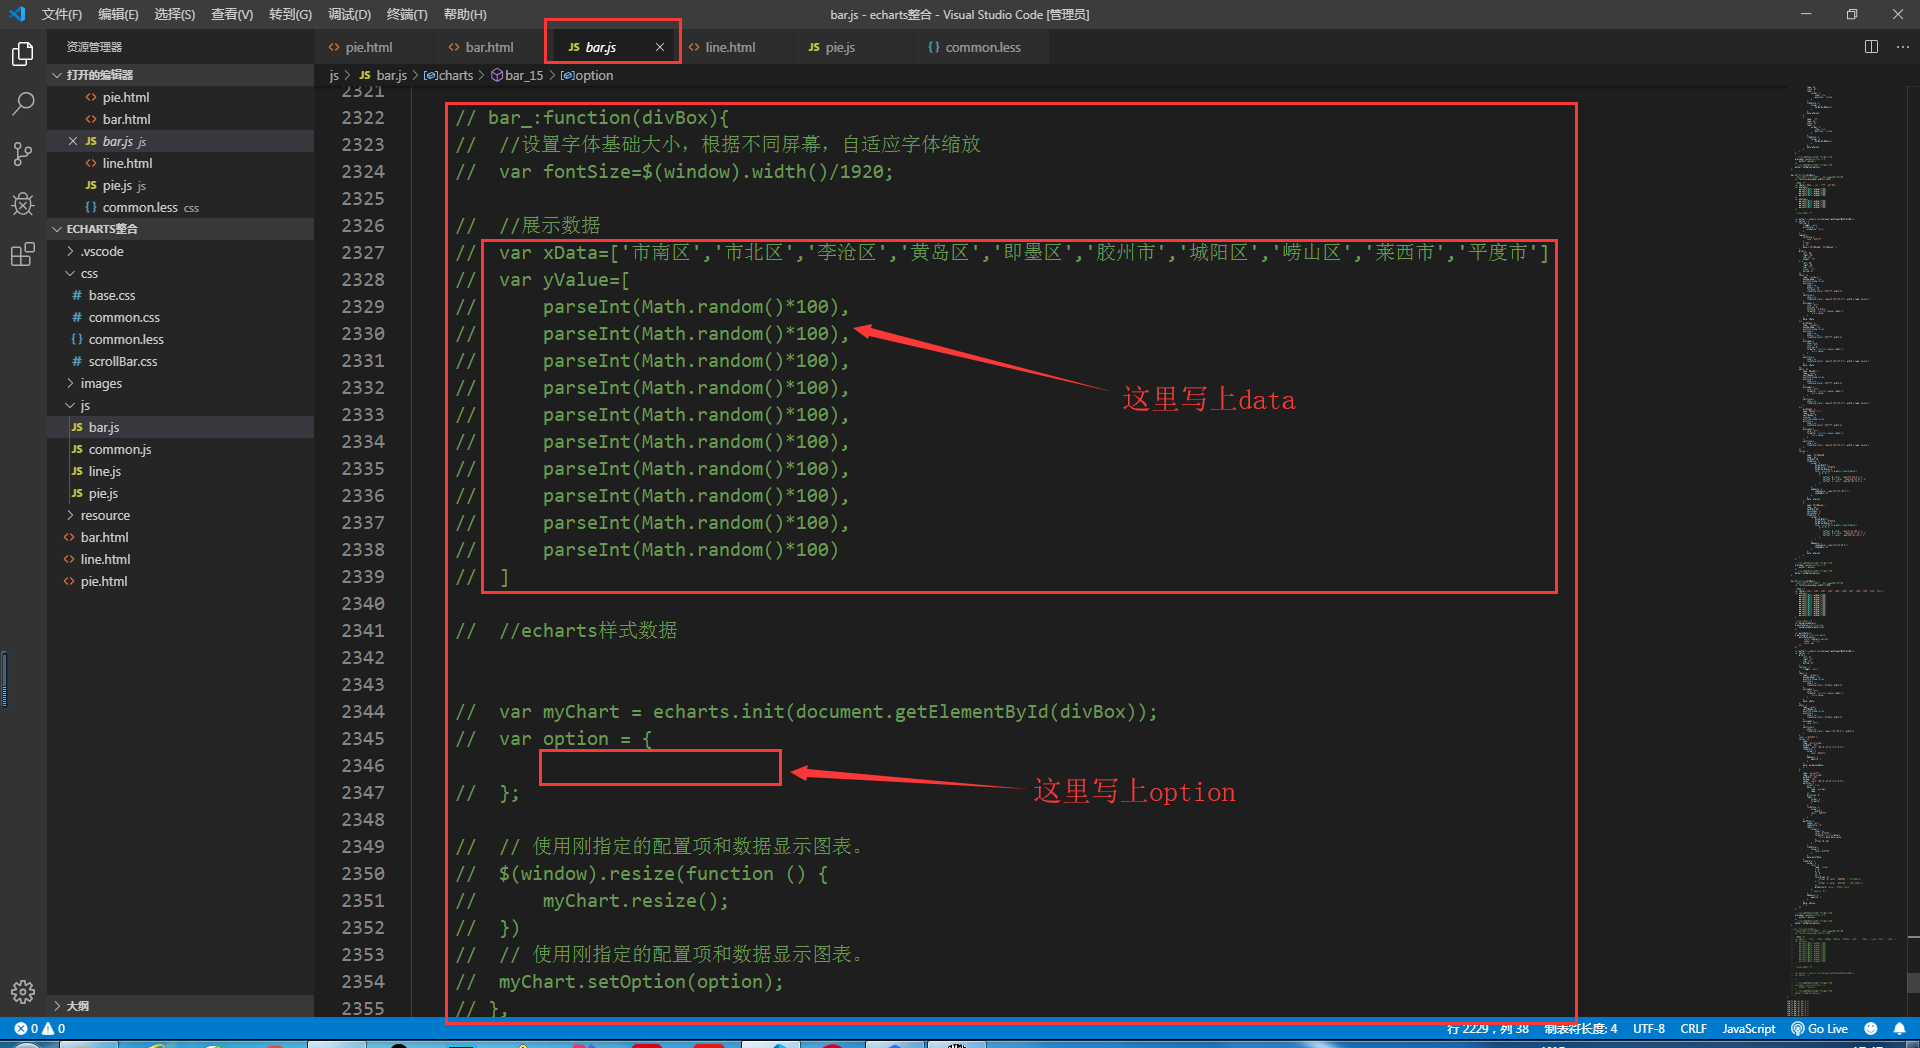 文件(F) 编辑(E) 选择(S) 查看(V) 转到(G) 调试(D) 终端(T) 帮助(H) bar.js - echarts整合 - Visual Studio Code [管理员]
资源管理器
<> pie.html <> bar.html JS bar.js × <> line.html JS pie.js {} common.less
js > JS bar.js > charts > bar_15 > option
打开的编辑器
<> pie.html
<> bar.html
× JS bar.js js
<> line.html
JS pie.js js
{} common.less css
ECHARTS整合
> .vscode
css
# base.css
# common.css
{} common.less
# scrollBar.css
> images
js
JS bar.js
JS common.js
JS line.js
JS pie.js
> resource
<> bar.html
<> line.html
<> pie.html
> 大纲
2321
2322 // bar_:function(divBox){
2323 // //设置字体基础大小，根据不同屏幕，自适应字体缩放
2324 // var fontSize=$(window).width()/1920;
2325
2326 // //展示数据
2327 // var xData=['市南区','市北区','李沧区','黄岛区','即墨区','胶州市','城阳区','崂山区','莱西市','平度市']
2328 // var yValue=[
2329 // parseInt(Math.random()*100),
2330 // parseInt(Math.random()*100),
2331 // parseInt(Math.random()*100),
2332 // parseInt(Math.random()*100),
这里写上data
2333 // parseInt(Math.random()*100),
2334 // parseInt(Math.random()*100),
2335 // parseInt(Math.random()*100),
2336 // parseInt(Math.random()*100),
2337 // parseInt(Math.random()*100),
2338 // parseInt(Math.random()*100)
2339 // ]
2340
2341 // //echarts样式数据
2342
2343
2344 // var myChart = echarts.init(document.getElementById(divBox));
2345 // var option = {
2346
2347 // };
这里写上option
2348
2349 // // 使用刚指定的配置项和数据显示图表。
2350 // $(window).resize(function () {
2351 // myChart.resize();
2352 // })
2353 // // 使用刚指定的配置项和数据显示图表。
2354 // myChart.setOption(option);
2355 // },
0 0 行 2229，列 38 制表符长度: 4 UTF-8 CRLF JavaScript Go Live